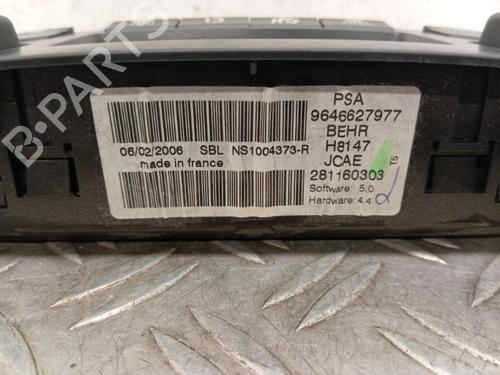 PSA
9646627977
BEHR
H8147
JCAE
281160303
T5
Software: 5.0
Hardware: 4.4
06/02/2006 SBL NS1004373-R
made in france
B-PARTS